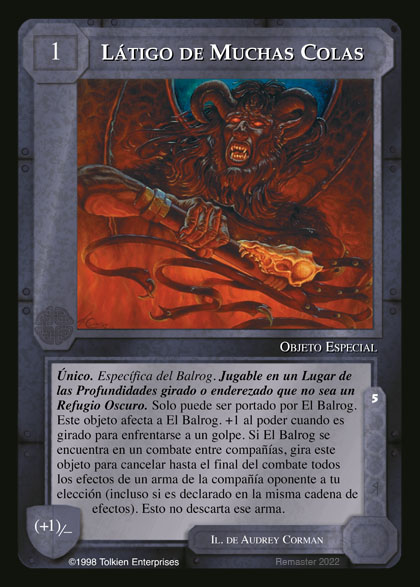 1
Látigo de Muchas Colas
Objeto Especial
Único. Específica del Balrog. Jugable en un Lugar de
las Profundidades girado o enderezado que no sea un
Refugio Oscuro. Solo puede ser portado por El Balrog.
Este objeto afecta a El Balrog. +1 al poder cuando es
girado para enfrentarse a un golpe. Si El Balrog se
encuentra en un combate entre compañías, gira este
objeto para cancelar hasta el final del combate todos
los efectos de un arma de la compañía oponente a tu
elección (incluso si es declarado en la misma cadena de
efectos). Esto no descarta ese arma.
5
(+1)/–
Il. de Audrey Corman
©1998 Tolkien Enterprises
Remaster 2022